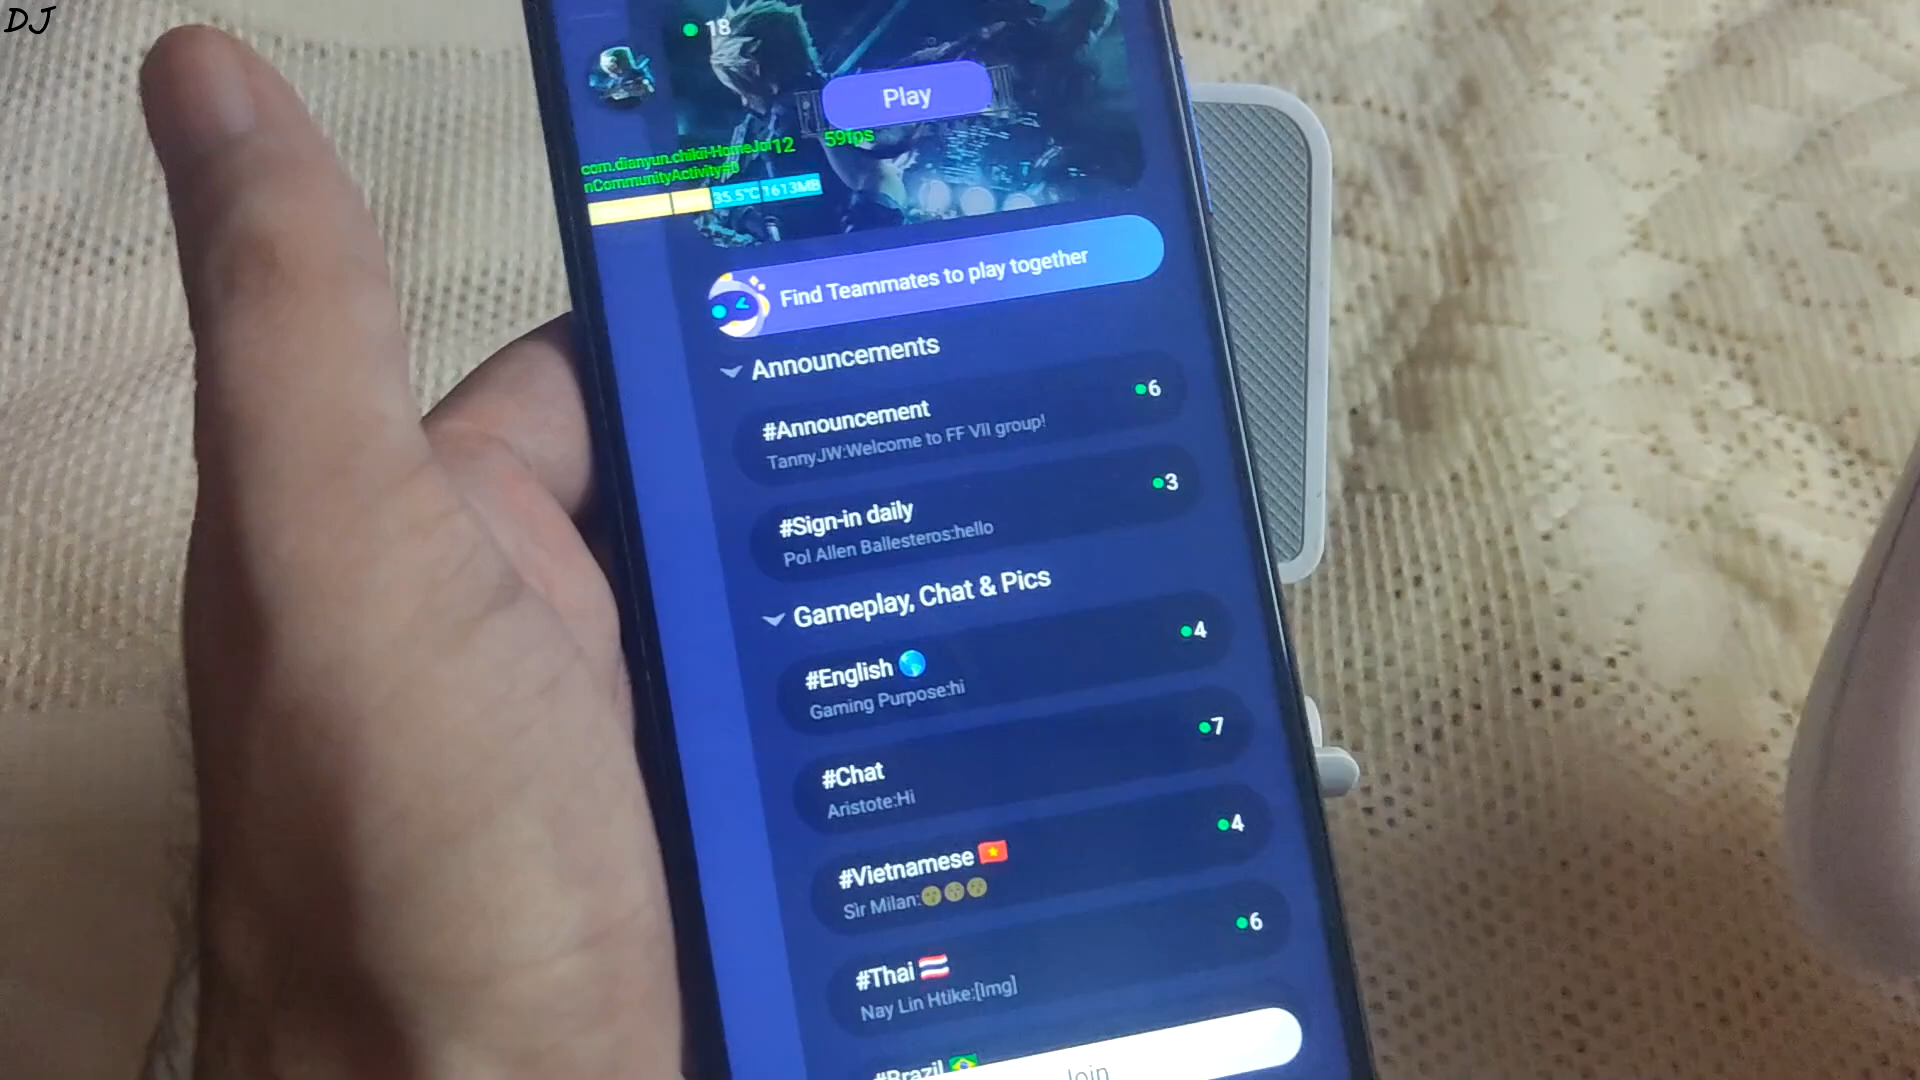 DJ
18
Play
com.dianyun.chikii-HomeJoi
nCommunityActivity#0
12
59fps
35.5°C 1613MB
Find Teammates to play together
Announcements
#Announcement
6
TannyJW:Welcome to FF VII group!
#Sign-in daily
3
Pol Allen Ballesteros:hello
Gameplay, Chat & Pics
#English 🌎
4
Gaming Purpose:hi
#Chat
7
Aristote:Hi
#Vietnamese 🇻🇳
4
Sir Milan:😙😙😙
#Thai 🇹🇭
6
Nay Lin Htike:[Img]
#Brazil 🇧🇷
Join